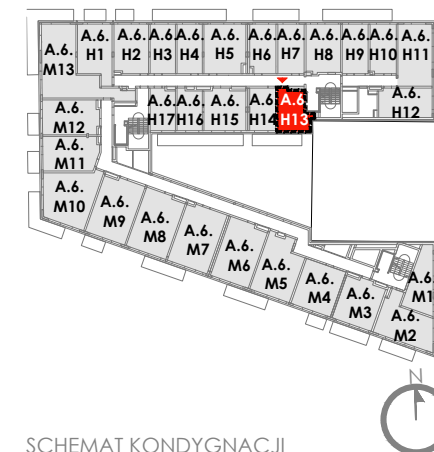 A.6.
H1
A.6.
H2
A.6.
H3
A.6.
H4
A.6.
H5
A.6.
H6
A.6.
H7
A.6.
H8
A.6.
H9
A.6.
H10
A.6.
H11
A.6.
M13
A.6.
H17
A.6.
H16
A.6.
H15
A.6.
H14
A.6.
H13
A.6.
H12
A.6.
M12
A.6.
M11
A.6.
M10
A.6.
M9
A.6.
M8
A.6.
M7
A.6.
M6
A.6.
M5
A.6.
M4
A.6.
M3
A.6.
M2
A.6.
M1
N
SCHEMAT KONDYGNACJI